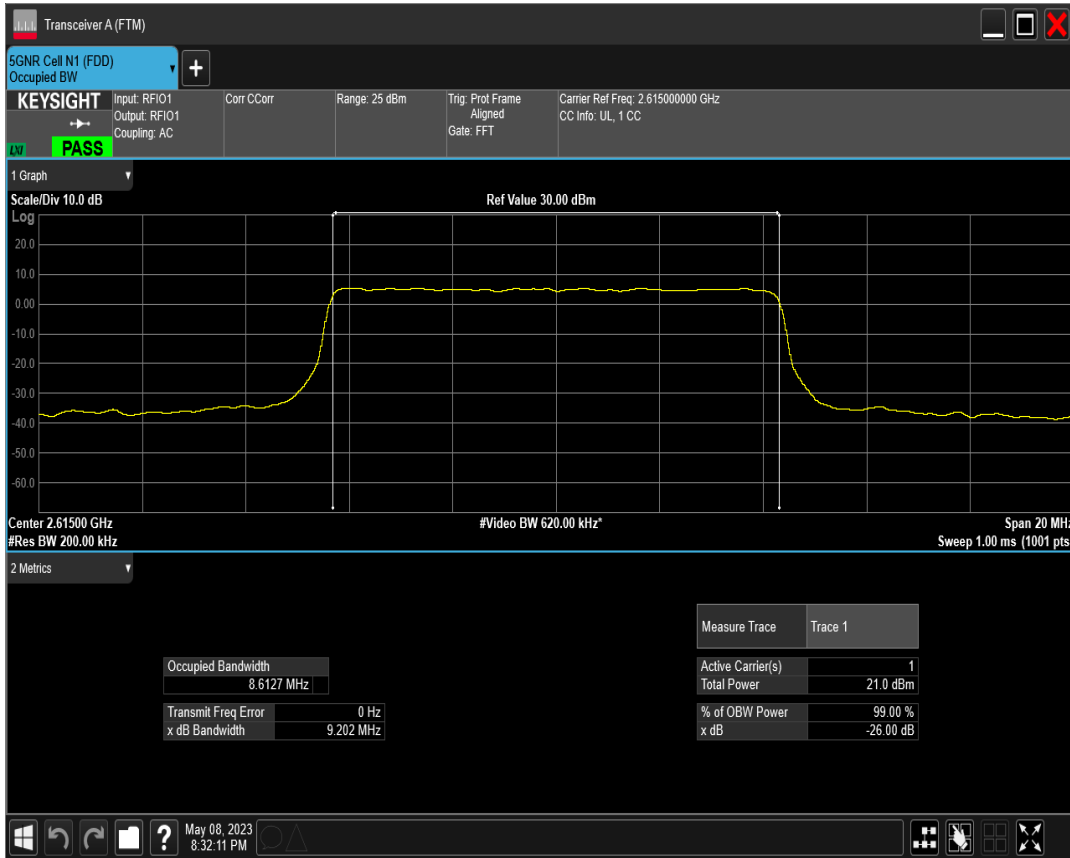 Transceiver A (FTM)
5GNR Cell N1 (FDD)
Occupied BW
+
KEYSIGHT
LXI
PASS
Input: RFIO1
Output: RFIO1
Coupling: AC
Corr CCorr
Range: 25 dBm
Trig: Prot Frame
Aligned
Gate: FFT
Carrier Ref Freq: 2.615000000 GHz
CC Info: UL, 1 CC
1 Graph
Scale/Div 10.0 dB
Ref Value 30.00 dBm
Log
20.0
10.0
0.00
-10.0
-20.0
-30.0
-40.0
-50.0
-60.0
Center 2.61500 GHz
#Video BW 620.00 kHz*
Span 20 MHz
#Res BW 200.00 kHz
Sweep 1.00 ms (1001 pts
2 Metrics
Measure Trace Trace 1
Occupied Bandwidth
8.6127 MHz
Active Carrier(s) 1
Total Power 21.0 dBm
Transmit Freq Error 0 Hz
x dB Bandwidth 9.202 MHz
% of OBW Power 99.00 %
x dB -26.00 dB
?
May 08, 2023
8:32:11 PM